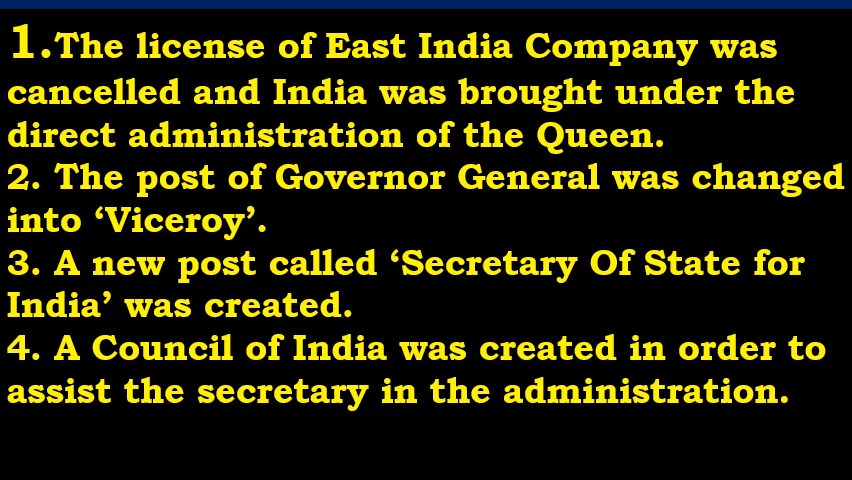 1.The license of East India Company was
cancelled and India was brought under the
direct administration of the Queen.
2. The post of Governor General was changed
into ‘Viceroy’.
3. A new post called ‘Secretary Of State for
India’ was created.
4. A Council of India was created in order to
assist the secretary in the administration.